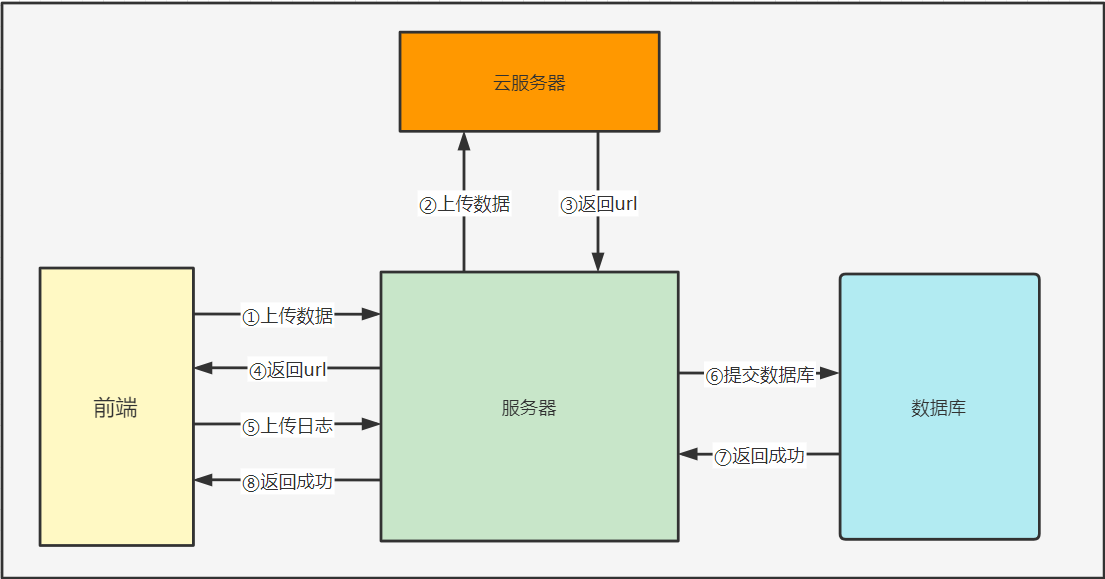 云服务器
②上传数据
③返回url
①上传数据
④返回url
⑤上传日志
⑧返回成功
前端
服务器
⑥提交数据库
⑦返回成功
数据库